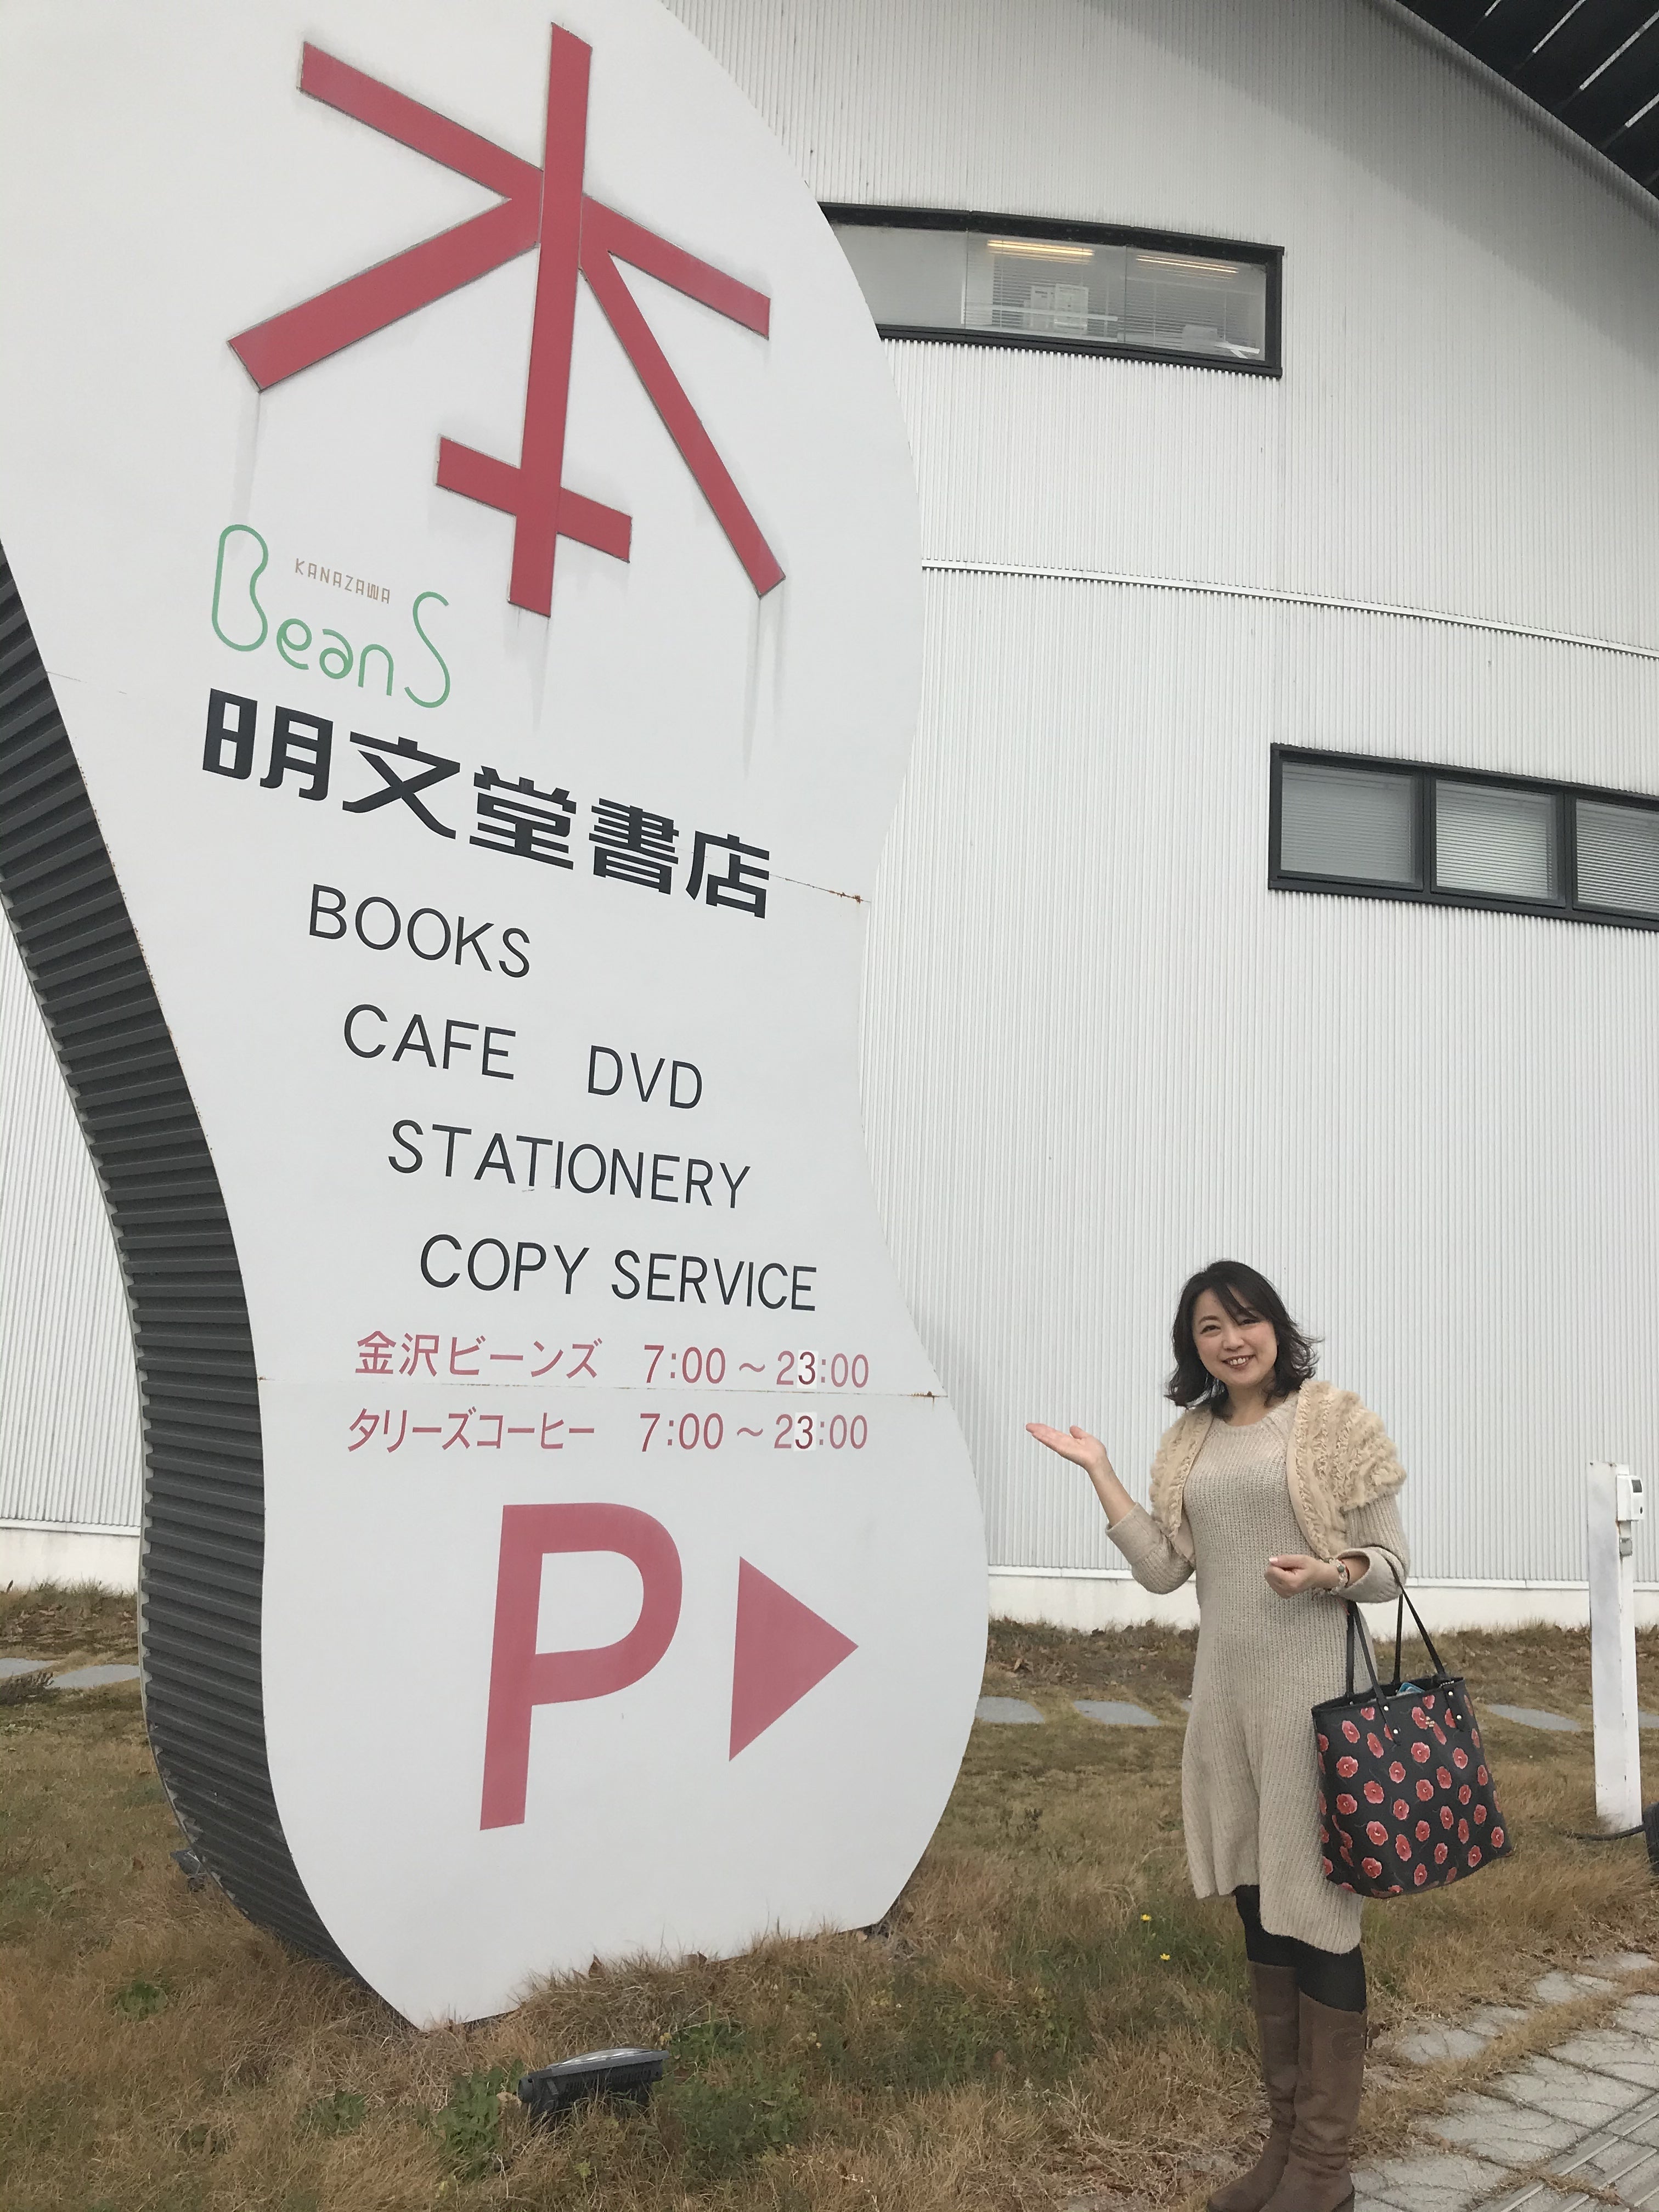 本
KANAZAWA
BeanS
明文堂書店
BOOKS
CAFE DVD
STATIONERY
COPY SERVICE
金沢ビーンズ 7:00～23:00
タリーズコーヒー 7:00～23:00
P